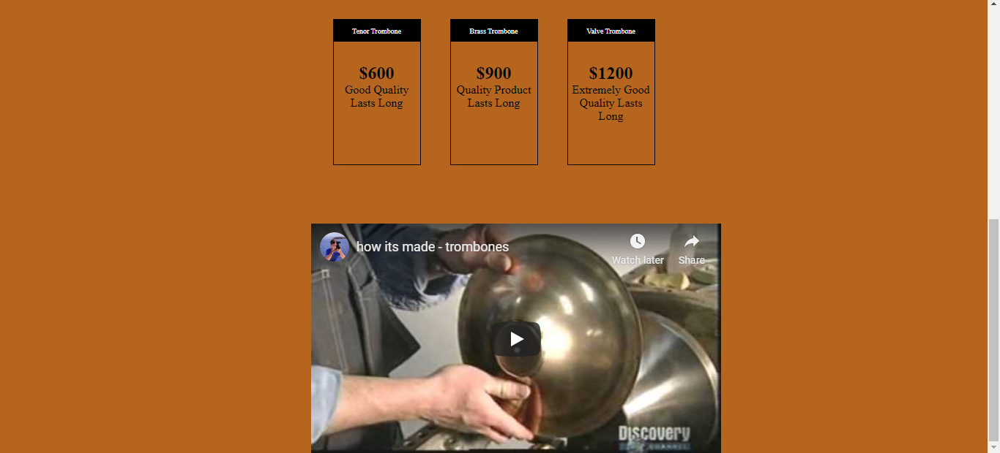 Tenor Trombone
Brass Trombone
Valve Trombone
$600
Good Quality
Lasts Long
$900
Quality Product
Lasts Long
$1200
Extremely Good
Quality Lasts
Long
how its made - trombones
Watch later
Share
Discovery
CHANNEL